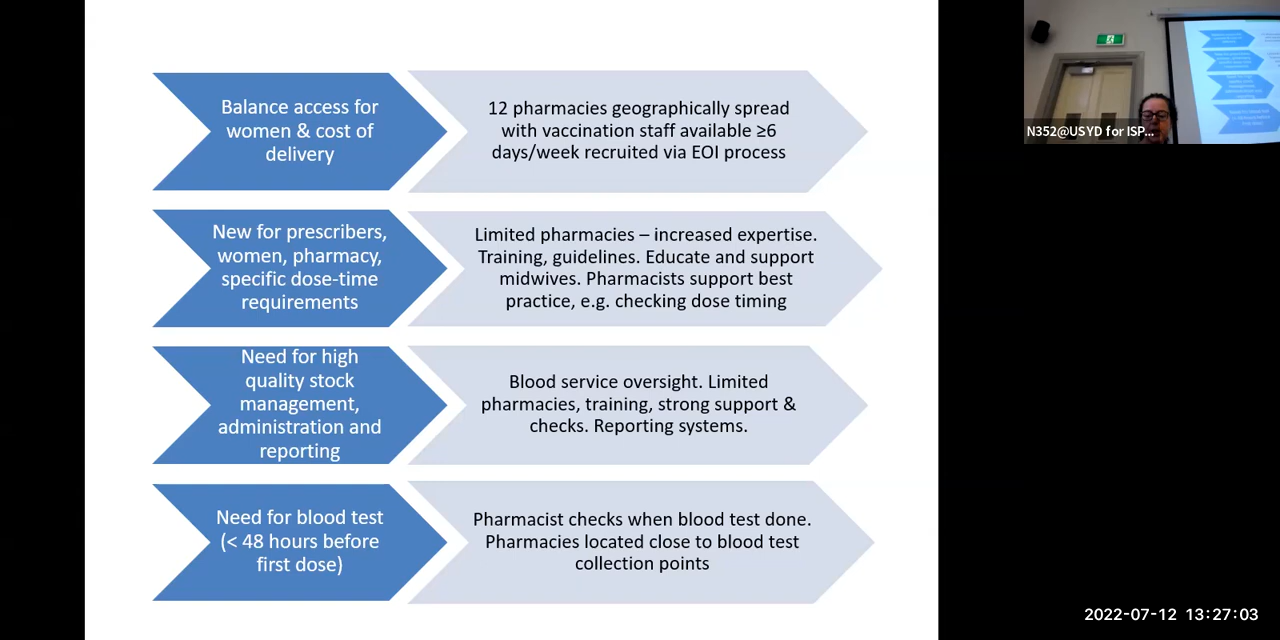 Balance access for
women & cost of
delivery
12 pharmacies geographically spread
with vaccination staff available ≥6
days/week recruited via EOI process
New for prescribers,
women, pharmacy,
specific dose-time
requirements
Limited pharmacies – increased expertise.
Training, guidelines. Educate and support
midwives. Pharmacists support best
practice, e.g. checking dose timing
Need for high
quality stock
management,
administration and
reporting
Blood service oversight. Limited
pharmacies, training, strong support &
checks. Reporting systems.
Need for blood test
(< 48 hours before
first dose)
Pharmacist checks when blood test done.
Pharmacies located close to blood test
collection points
N352@USYD for ISP...
2022-07-12 13:27:03